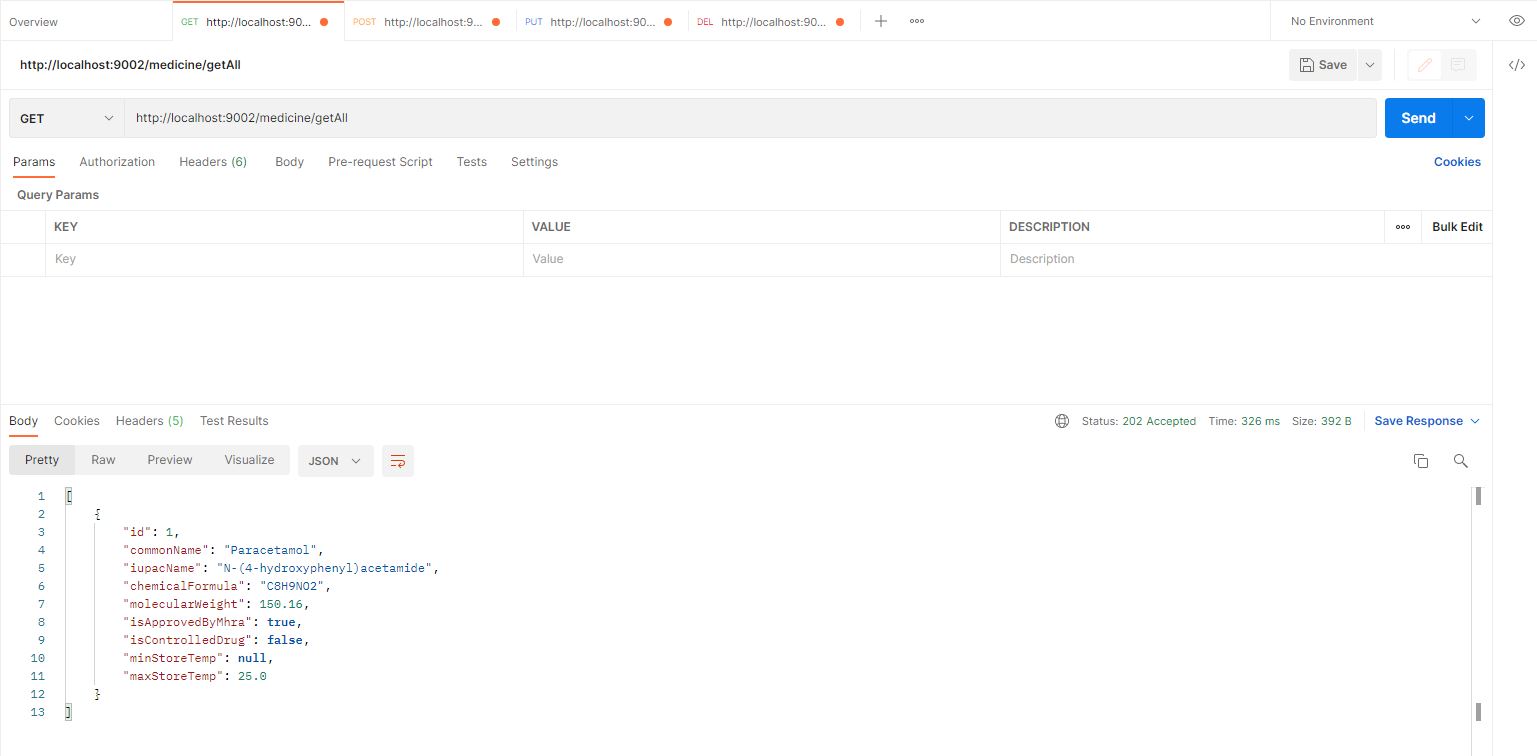 Overview
GET http://localhost:90...
POST http://localhost:9...
PUT http://localhost:90...
DEL http://localhost:90...
No Environment
http://localhost:9002/medicine/getAll
Save
GET
http://localhost:9002/medicine/getAll
Send
Params Authorization Headers (6) Body Pre-request Script Tests Settings Cookies
Query Params
KEY VALUE DESCRIPTION Bulk Edit
Key Value Description
Body Cookies Headers (5) Test Results Status: 202 Accepted Time: 326 ms Size: 392 B Save Response
Pretty Raw Preview Visualize JSON
1 [
2 {
3 "id": 1,
4 "commonName": "Paracetamol",
5 "iupacName": "N-(4-hydroxyphenyl)acetamide",
6 "chemicalFormula": "C8H9NO2",
7 "molecularWeight": 150.16,
8 "isApprovedByMhra": true,
9 "isControlledDrug": false,
10 "minStoreTemp": null,
11 "maxStoreTemp": 25.0
12 }
13 ]